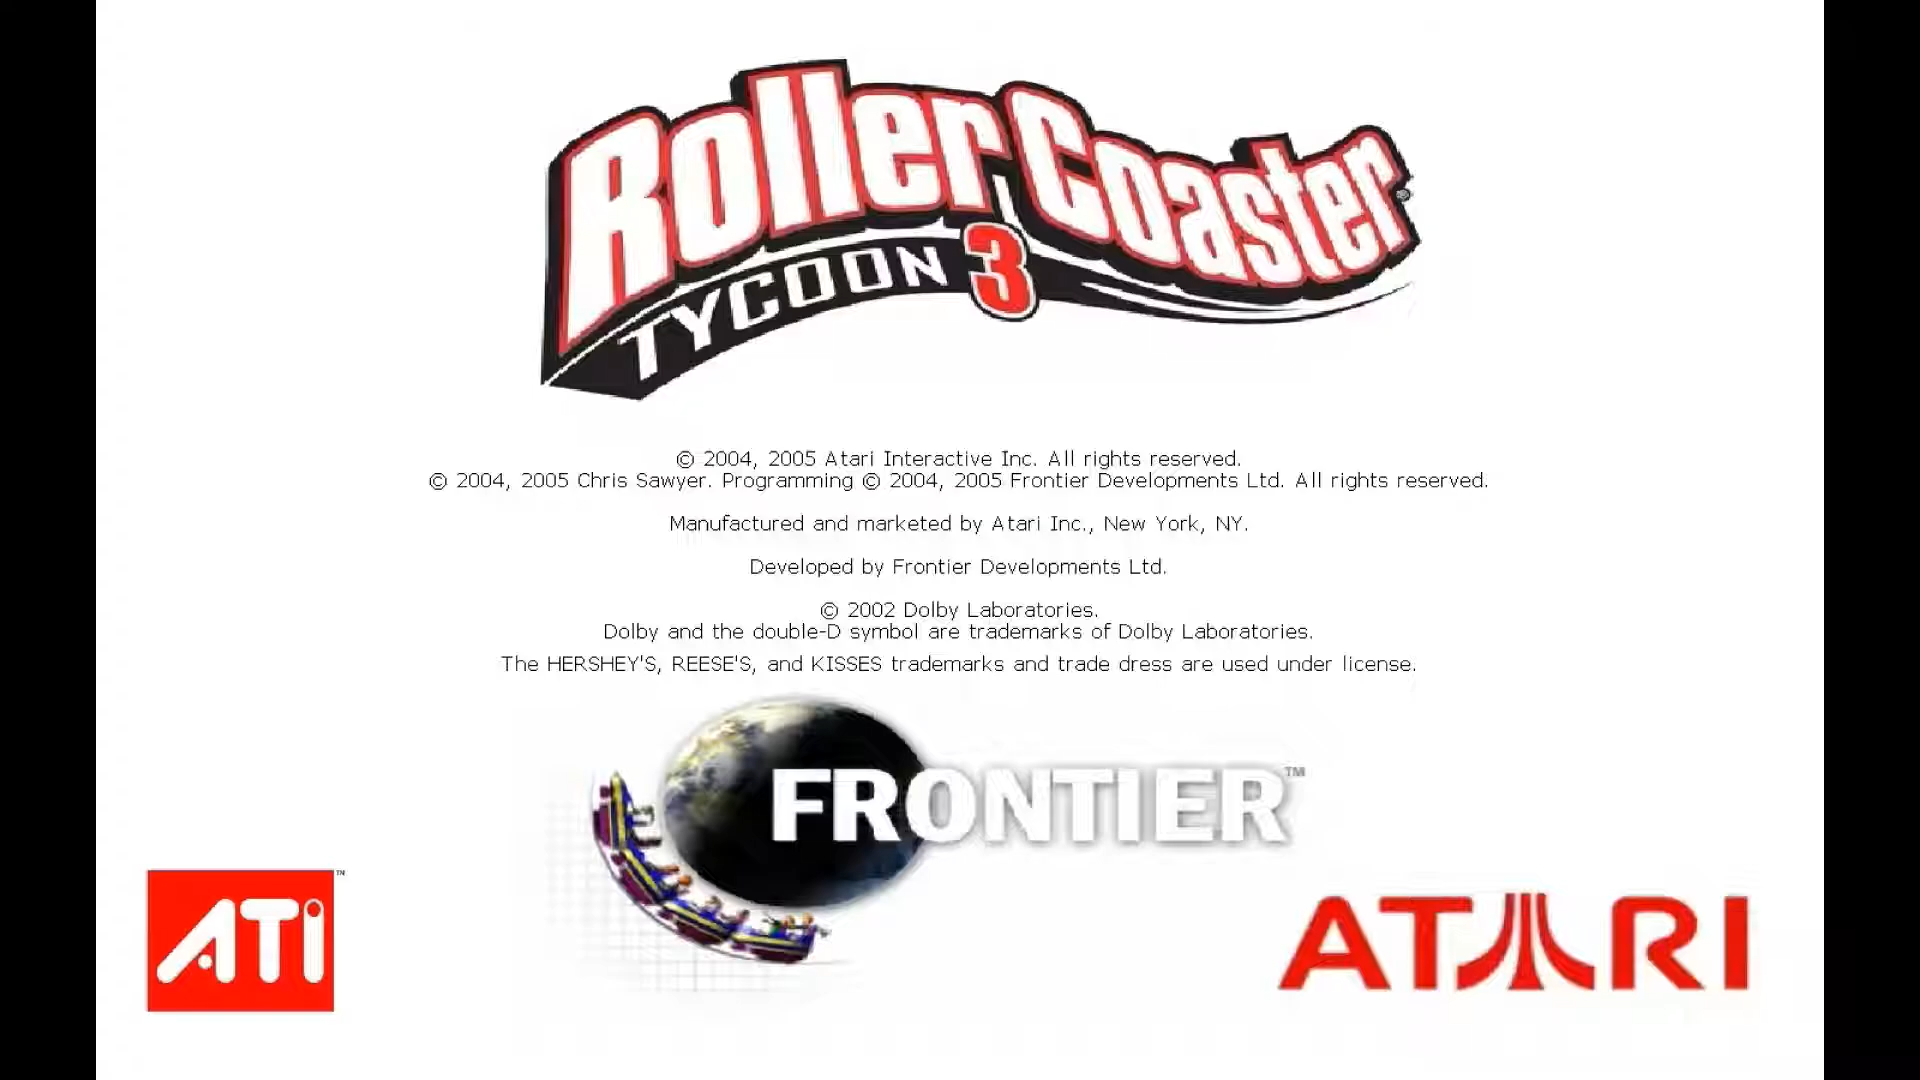 RollerCoaster®
TYCOON 3
© 2004, 2005 Atari Interactive Inc. All rights reserved.
© 2004, 2005 Chris Sawyer. Programming © 2004, 2005 Frontier Developments Ltd. All rights reserved.
Manufactured and marketed by Atari Inc., New York, NY.
Developed by Frontier Developments Ltd.
© 2002 Dolby Laboratories.
Dolby and the double-D symbol are trademarks of Dolby Laboratories.
The HERSHEY'S, REESE'S, and KISSES trademarks and trade dress are used under license.
FRONTIER™
ATI™
ATARI